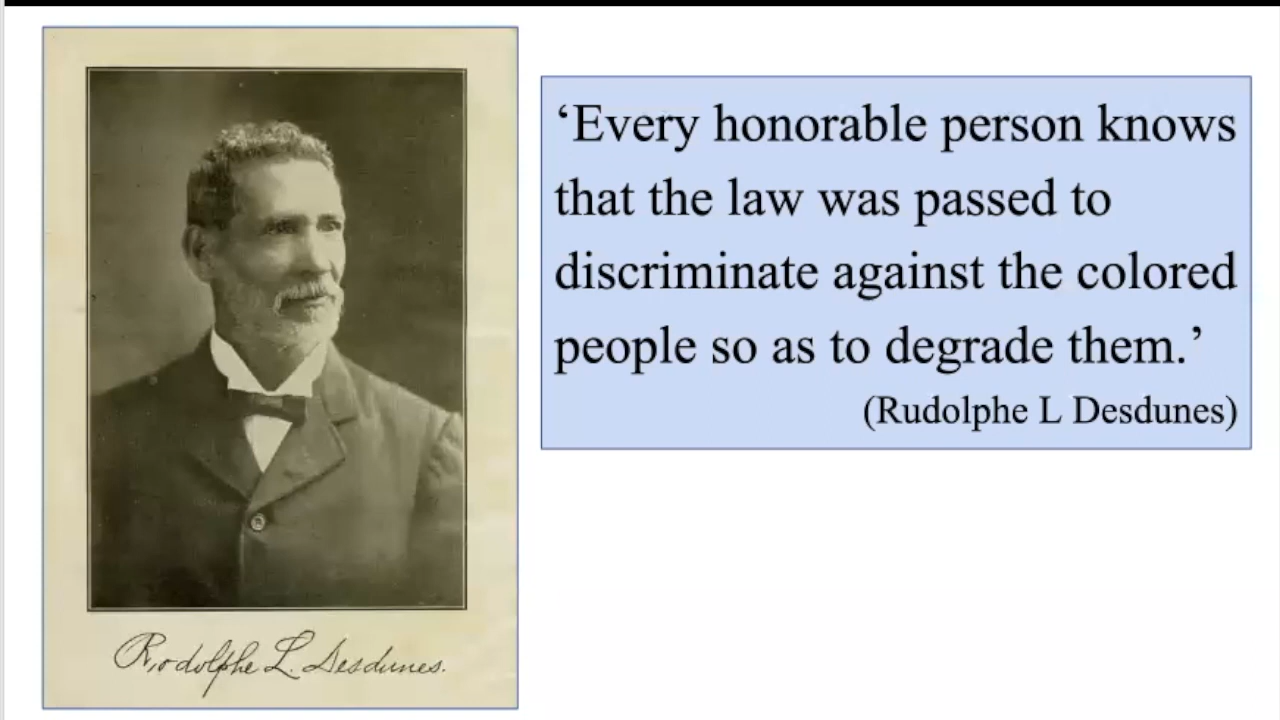 ‘Every honorable person knows
that the law was passed to
discriminate against the colored
people so as to degrade them.’
(Rudolphe L Desdunes)
Rodolphe L. Desdunes.